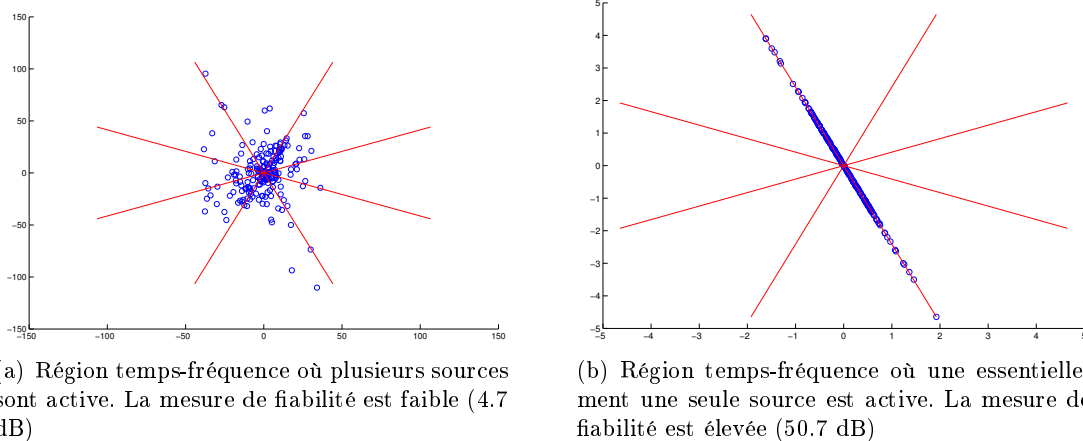 150
100
50
0
−50
−100
−150
−150 −100 −50 0 50 100 150
5
4
3
2
1
0
−1
−2
−3
−4
−5
−5 −4 −3 −2 −1 0 1 2 3 4 5
a) Région temps-fréquence où plusieurs sources
sont active. La mesure de fiabilité est faible (4.7
dB)
(b) Région temps-fréquence où une essentielle-
ment une seule source est active. La mesure de
fiabilité est élevée (50.7 dB)